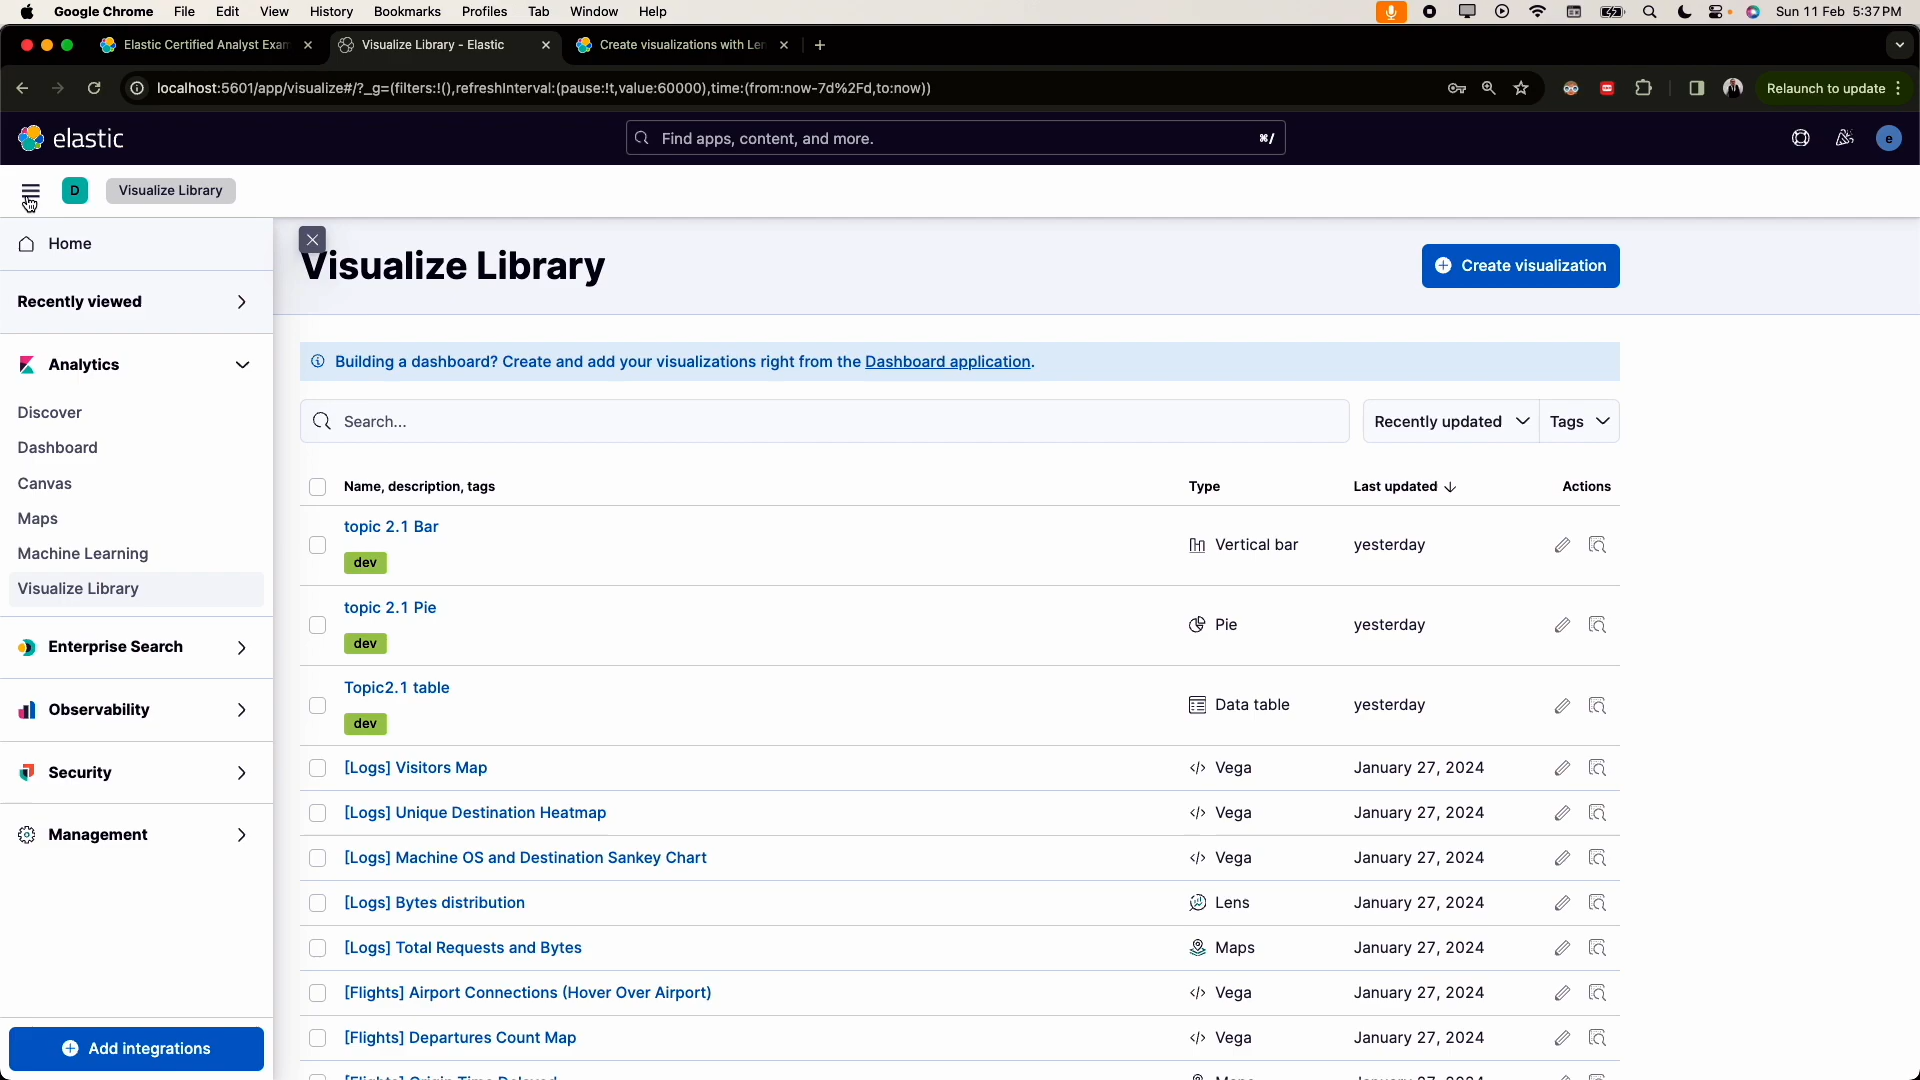 Google Chrome File Edit View History Bookmarks Profiles Tab Window Help Sun 11 Feb 5:37 PM
Elastic Certified Analyst Exam Visualize Library - Elastic Create visualizations with Len
localhost:5601/app/visualize#/?_g=(filters:!(),refreshInterval:(pause:!t,value:60000),time:(from:now-7d%2Fd,to:now)) Relaunch to update
elastic Find apps, content, and more. ⌘/ e
D Visualize Library
Home
Visualize Library
Create visualization
Recently viewed
Analytics
Building a dashboard? Create and add your visualizations right from the Dashboard application.
Discover
Search... Recently updated Tags
Dashboard
Canvas
Name, description, tags Type Last updated Actions
Maps
topic 2.1 Bar
dev
Vertical bar yesterday
Machine Learning
Visualize Library
topic 2.1 Pie
dev
Pie yesterday
Enterprise Search
Topic2.1 table
dev
Data table yesterday
Observability
Security
[Logs] Visitors Map Vega January 27, 2024
[Logs] Unique Destination Heatmap Vega January 27, 2024
Management
[Logs] Machine OS and Destination Sankey Chart Vega January 27, 2024
[Logs] Bytes distribution Lens January 27, 2024
[Logs] Total Requests and Bytes Maps January 27, 2024
[Flights] Airport Connections (Hover Over Airport) Vega January 27, 2024
[Flights] Departures Count Map Vega January 27, 2024
Add integrations